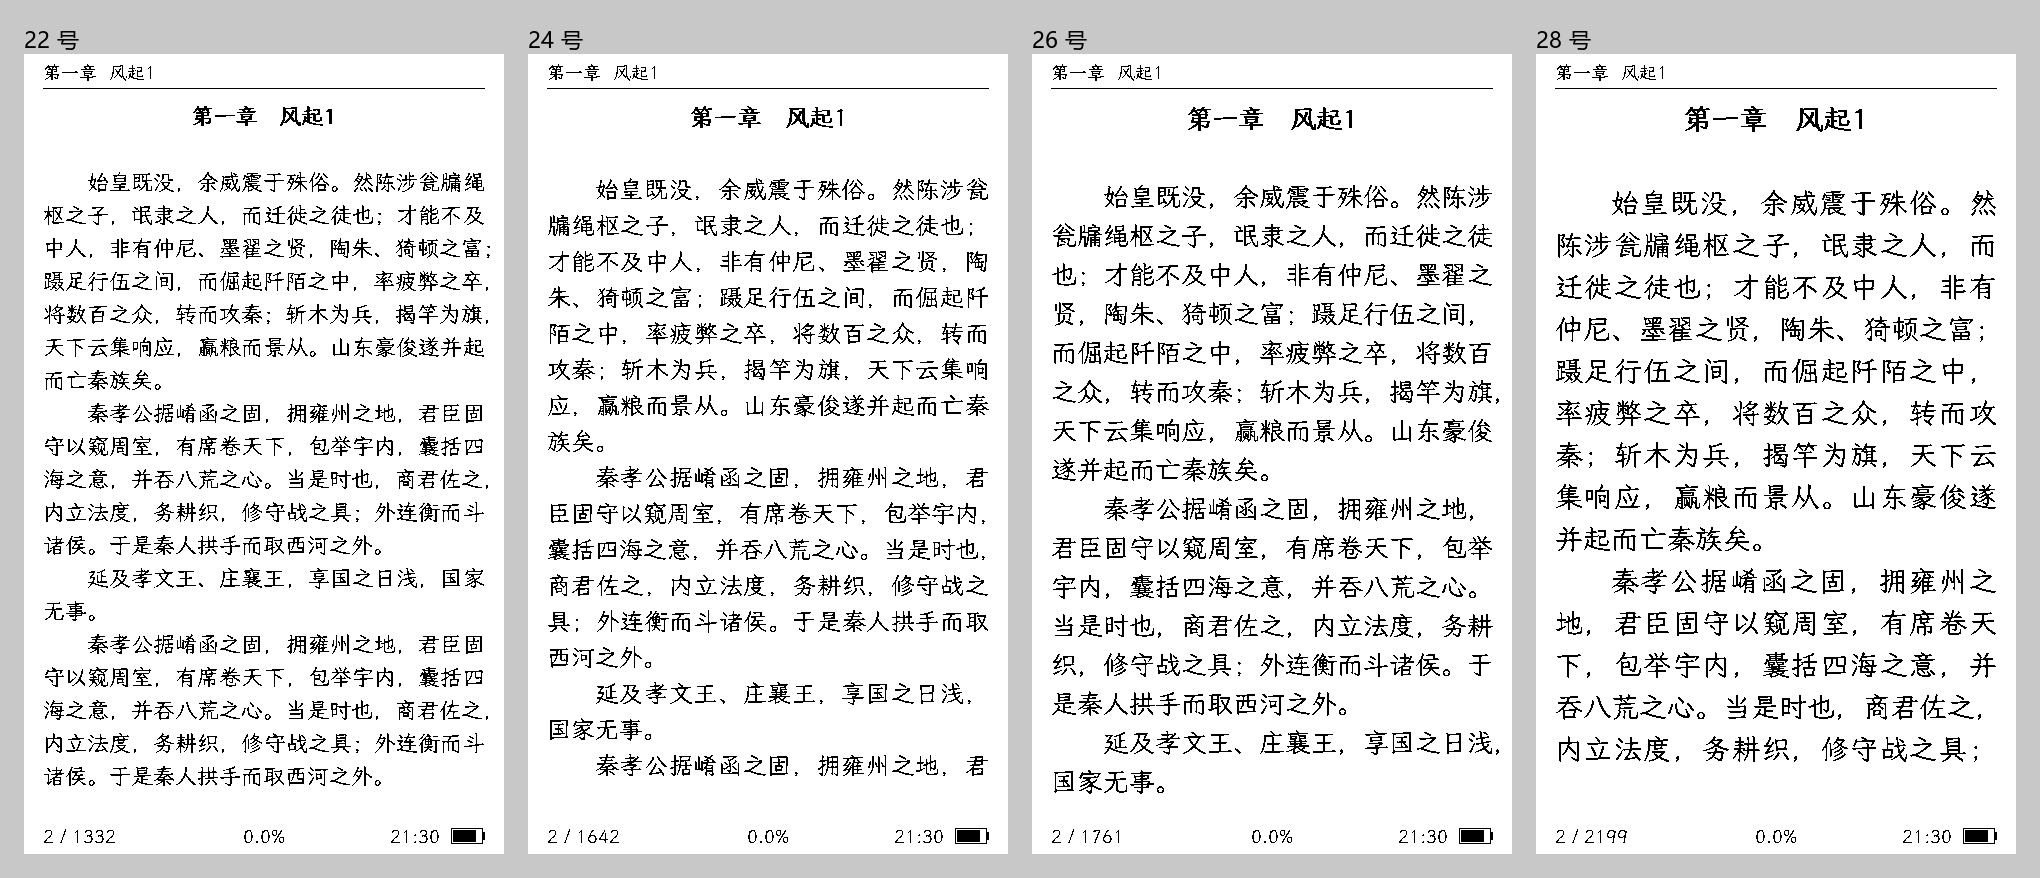 22 号
第一章 风起1
第一章 风起1
始皇既没，余威震于殊俗。然陈涉瓮牖绳
枢之子，氓隶之人，而迁徙之徒也；才能不及
中人，非有仲尼、墨翟之贤，陶朱、猗顿之富；
蹑足行伍之间，而倔起阡陌之中，率疲弊之卒，
将数百之众，转而攻秦；斩木为兵，揭竿为旗，
天下云集响应，赢粮而景从。山东豪俊遂并起
而亡秦族矣。
秦孝公据崤函之固，拥雍州之地，君臣固
守以窥周室，有席卷天下，包举宇内，囊括四
海之意，并吞八荒之心。当是时也，商君佐之，
内立法度，务耕织，修守战之具；外连衡而斗
诸侯。于是秦人拱手而取西河之外。
延及孝文王、庄襄王，享国之日浅，国家
无事。
秦孝公据崤函之固，拥雍州之地，君臣固
守以窥周室，有席卷天下，包举宇内，囊括四
海之意，并吞八荒之心。当是时也，商君佐之，
内立法度，务耕织，修守战之具；外连衡而斗
诸侯。于是秦人拱手而取西河之外。
2 / 1332 0.0% 21:30
24 号
第一章 风起1
第一章 风起1
始皇既没，余威震于殊俗。然陈涉瓮
牖绳枢之子，氓隶之人，而迁徙之徒也；
才能不及中人，非有仲尼、墨翟之贤，陶
朱、猗顿之富；蹑足行伍之间，而倔起阡
陌之中，率疲弊之卒，将数百之众，转而
攻秦；斩木为兵，揭竿为旗，天下云集响
应，赢粮而景从。山东豪俊遂并起而亡秦
族矣。
秦孝公据崤函之固，拥雍州之地，君
臣固守以窥周室，有席卷天下，包举宇内，
囊括四海之意，并吞八荒之心。当是时也，
商君佐之，内立法度，务耕织，修守战之
具；外连衡而斗诸侯。于是秦人拱手而取
西河之外。
延及孝文王、庄襄王，享国之日浅，
国家无事。
秦孝公据崤函之固，拥雍州之地，君
2 / 1642 0.0% 21:30
26 号
第一章 风起1
第一章 风起1
始皇既没，余威震于殊俗。然陈涉
瓮牖绳枢之子，氓隶之人，而迁徙之徒
也；才能不及中人，非有仲尼、墨翟之
贤，陶朱、猗顿之富；蹑足行伍之间，
而倔起阡陌之中，率疲弊之卒，将数百
之众，转而攻秦；斩木为兵，揭竿为旗，
天下云集响应，赢粮而景从。山东豪俊
遂并起而亡秦族矣。
秦孝公据崤函之固，拥雍州之地，
君臣固守以窥周室，有席卷天下，包举
宇内，囊括四海之意，并吞八荒之心。
当是时也，商君佐之，内立法度，务耕
织，修守战之具；外连衡而斗诸侯。于
是秦人拱手而取西河之外。
延及孝文王、庄襄王，享国之日浅，
国家无事。
2 / 1761 0.0% 21:30
28 号
第一章 风起1
第一章 风起1
始皇既没，余威震于殊俗。然
陈涉瓮牖绳枢之子，氓隶之人，而
迁徙之徒也；才能不及中人，非有
仲尼、墨翟之贤，陶朱、猗顿之富；
蹑足行伍之间，而倔起阡陌之中，
率疲弊之卒，将数百之众，转而攻
秦；斩木为兵，揭竿为旗，天下云
集响应，赢粮而景从。山东豪俊遂
并起而亡秦族矣。
秦孝公据崤函之固，拥雍州之
地，君臣固守以窥周室，有席卷天
下，包举宇内，囊括四海之意，并
吞八荒之心。当是时也，商君佐之，
内立法度，务耕织，修守战之具；
2 / 2199 0.0% 21:30